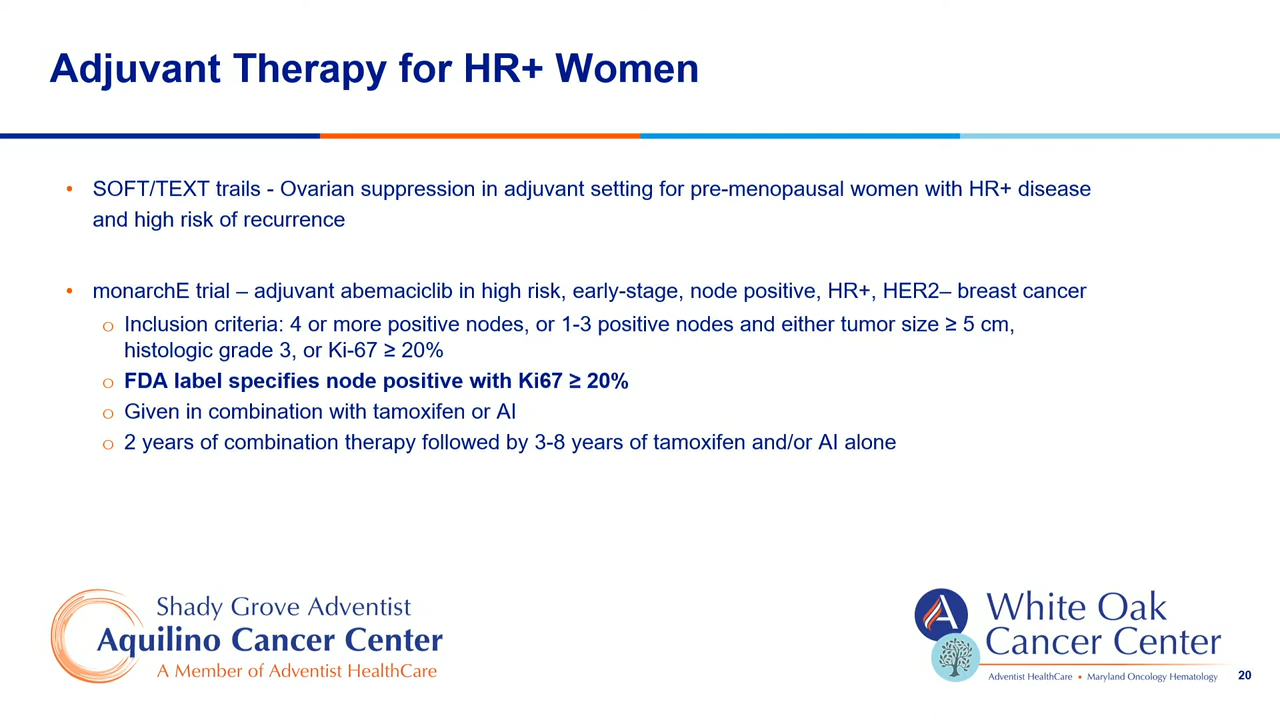 Adjuvant Therapy for HR+ Women
• SOFT/TEXT trails - Ovarian suppression in adjuvant setting for pre-menopausal women with HR+ disease
and high risk of recurrence
• monarchE trial – adjuvant abemaciclib in high risk, early-stage, node positive, HR+, HER2– breast cancer
o Inclusion criteria: 4 or more positive nodes, or 1-3 positive nodes and either tumor size ≥ 5 cm,
histologic grade 3, or Ki-67 ≥ 20%
o FDA label specifies node positive with Ki67 ≥ 20%
o Given in combination with tamoxifen or AI
o 2 years of combination therapy followed by 3-8 years of tamoxifen and/or AI alone
Shady Grove Adventist
Aquilino Cancer Center
A Member of Adventist HealthCare
White Oak
Cancer Center
Adventist HealthCare • Maryland Oncology Hematology
20